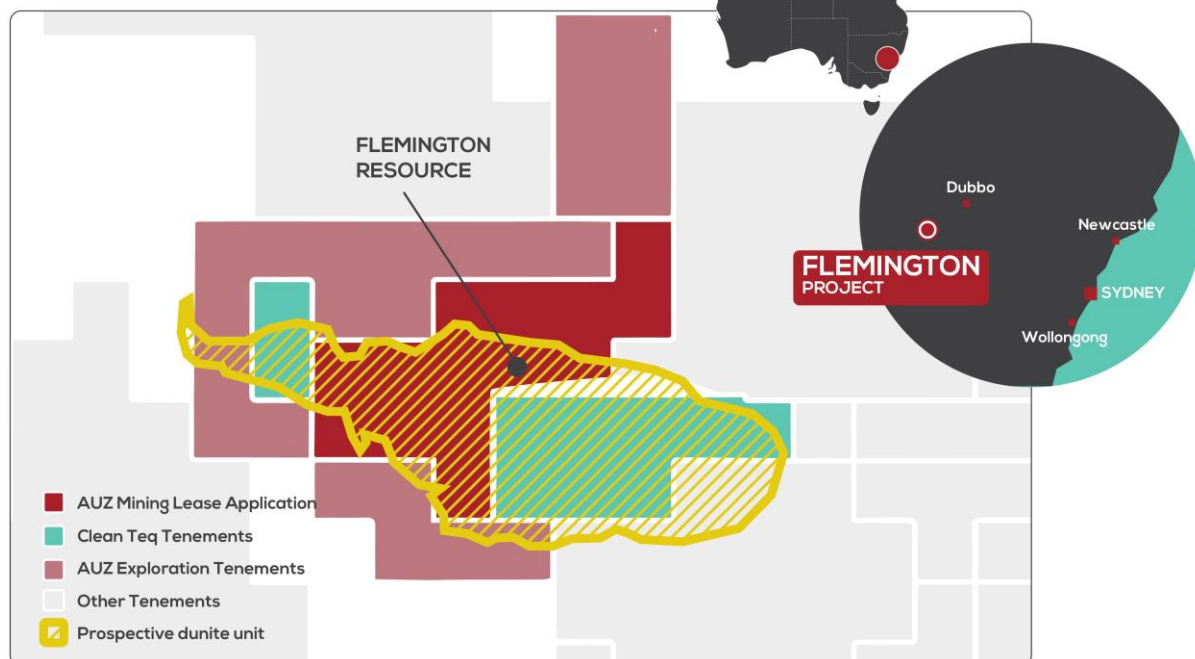 FLEMINGTON
RESOURCE
Dubbo
Newcastle
FLEMINGTON
PROJECT
SYDNEY
Wollongong
AUZ Mining Lease Application
Clean Teq Tenements
AUZ Exploration Tenements
Other Tenements
Prospective dunite unit